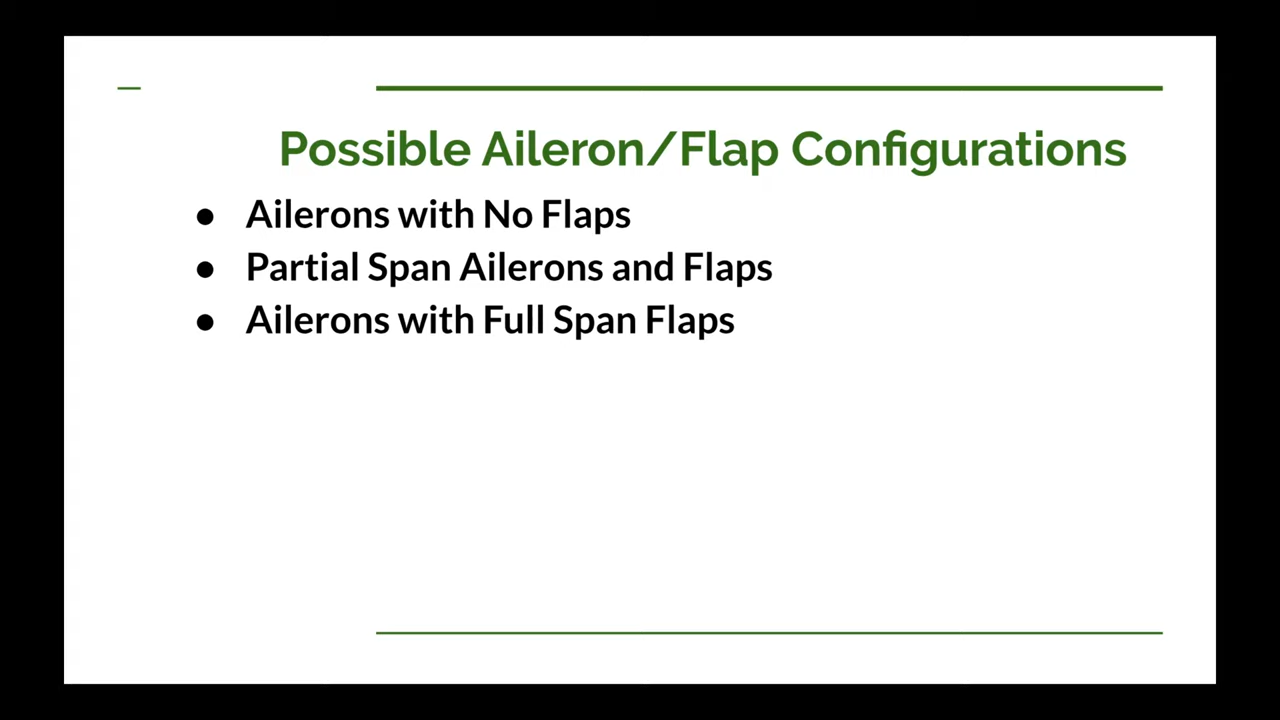 Possible Aileron/Flap Configurations
● Ailerons with No Flaps
● Partial Span Ailerons and Flaps
● Ailerons with Full Span Flaps